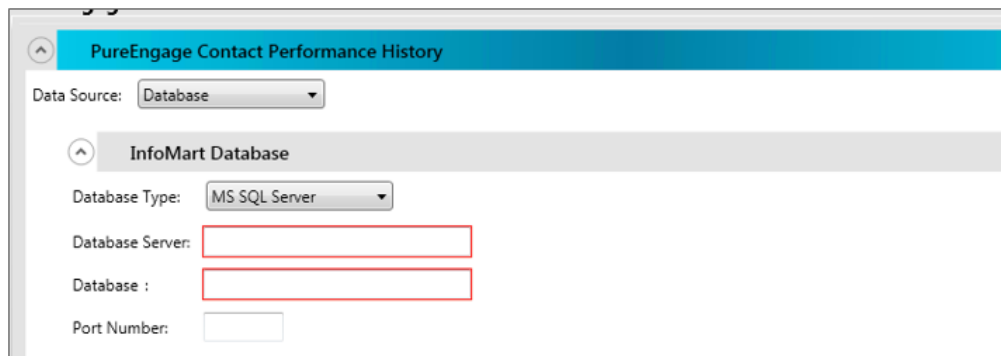 PureEngage Contact Performance History
Data Source: Database
InfoMart Database
Database Type: MS SQL Server
Database Server:
Database :
Port Number: